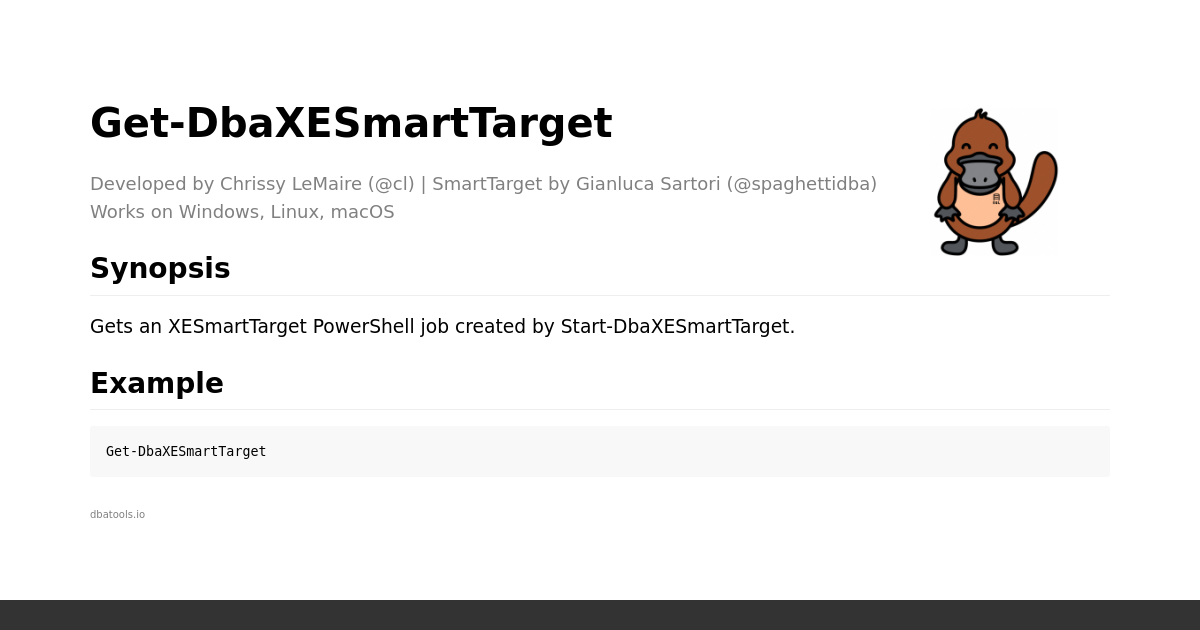 Get-DbaXESmartTarget
Developed by Chrissy LeMaire (@cl) | SmartTarget by Gianluca Sartori (@spaghettidba)
Works on Windows, Linux, macOS
Synopsis
Gets an XESmartTarget PowerShell job created by Start-DbaXESmartTarget.
Example
Get-DbaXESmartTarget
dbatools.io